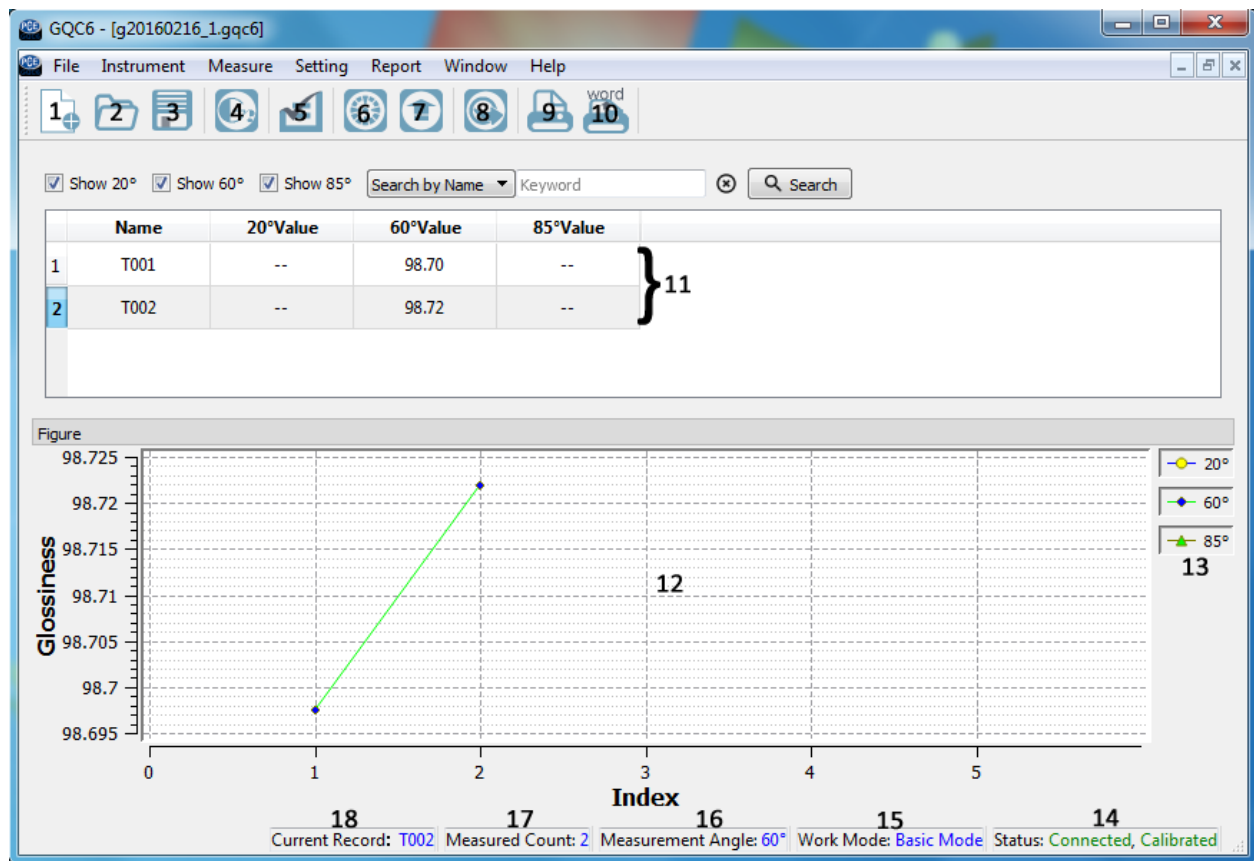 PCE GQC6 - [g20160216_1.gqc6]
PCE File Instrument Measure Setting Report Window Help
1 2 3 4 5 6 7 8 9 word 10
Show 20° Show 60° Show 85° Search by Name Keyword Search
Name 20°Value 60°Value 85°Value
1 T001 -- 98.70 --
11
2 T002 -- 98.72 --
Figure
98.725
98.72
98.715
98.71
98.705
98.7
98.695
Glossiness
20°
60°
85°
13
12
0 1 2 3 4 5
Index
18 17 16 15 14
Current Record: T002 Measured Count: 2 Measurement Angle: 60° Work Mode: Basic Mode Status: Connected, Calibrated